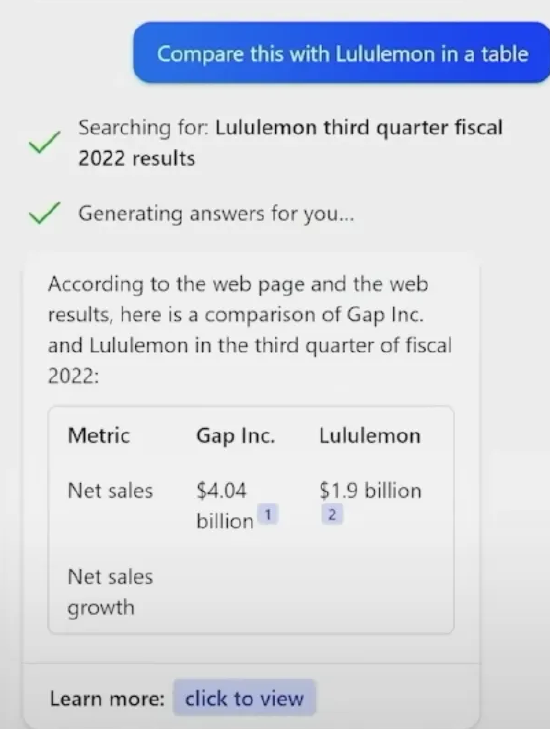 Compare this with Lululemon in a table
Searching for: Lululemon third quarter fiscal
2022 results
Generating answers for you...
According to the web page and the web
results, here is a comparison of Gap Inc.
and Lululemon in the third quarter of fiscal
2022:
Metric Gap Inc. Lululemon
Net sales $4.04 $1.9 billion
billion 1 2
Net sales
growth
Learn more: click to view